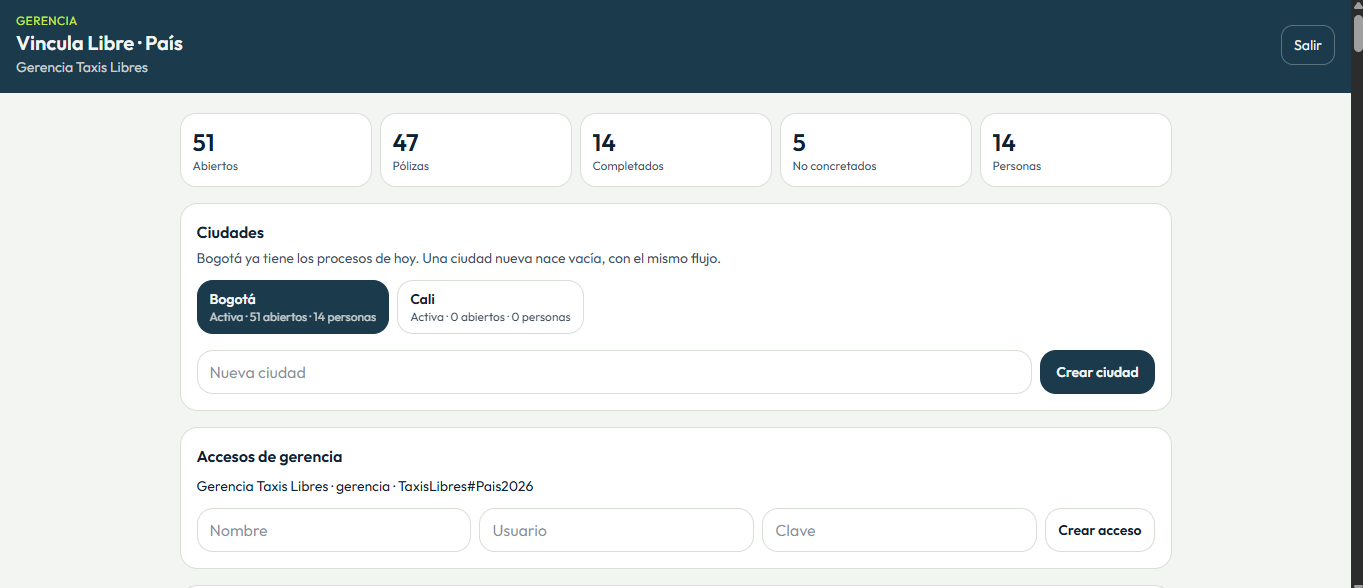 GERENCIA
Vincula Libre · País
Gerencia Taxis Libres
Salir
51
Abiertos
47
Pólizas
14
Completados
5
No concretados
14
Personas
Ciudades
Bogotá ya tiene los procesos de hoy. Una ciudad nueva nace vacía, con el mismo flujo.
Bogotá
Activa · 51 abiertos · 14 personas
Cali
Activa · 0 abiertos · 0 personas
Nueva ciudad
Crear ciudad
Accesos de gerencia
Gerencia Taxis Libres · gerencia · TaxisLibres#Pais2026
Nombre
Usuario
Clave
Crear acceso